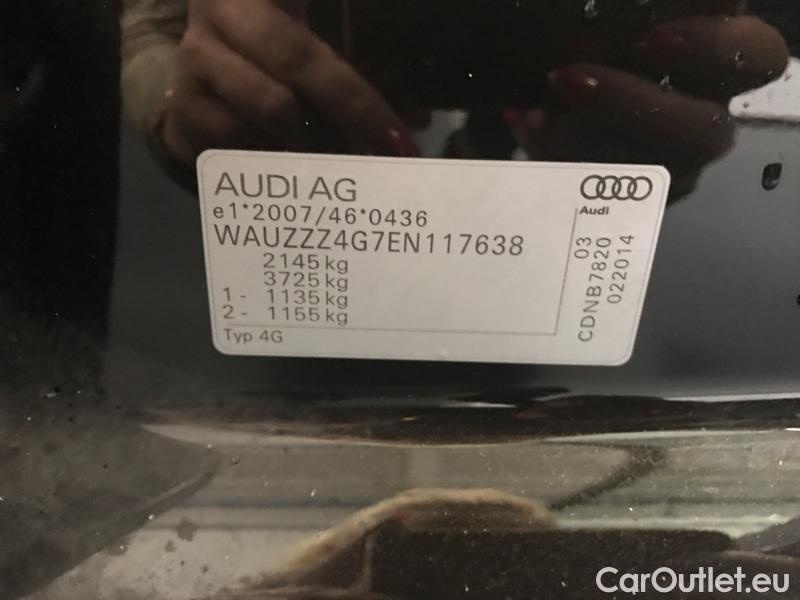 AUDI AG
Audi
e1*2007/46*0436
WAUZZZ4G7EN117638
2145 kg
3725 kg
1 - 1135 kg
2 - 1155 kg
Typ 4G
03
CDNB7820
022014
CarOutlet.eu